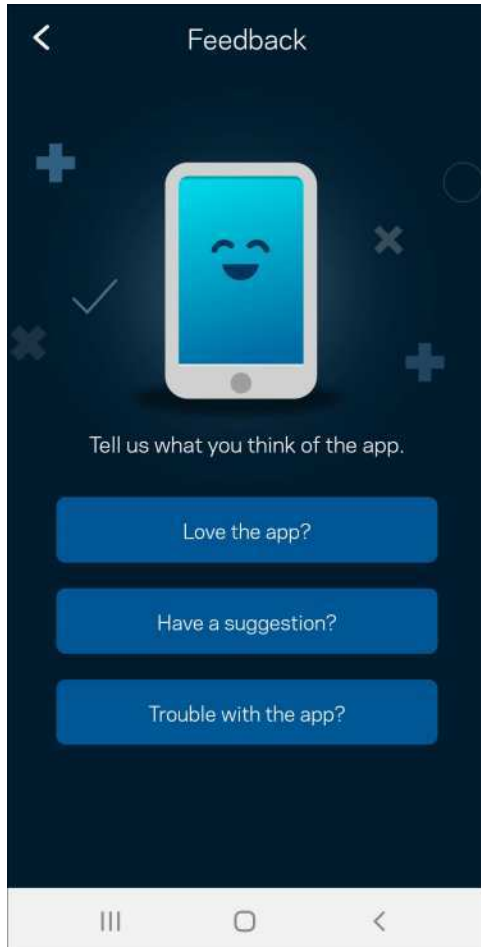 Feedback
Tell us what you think of the app.
Love the app?
Have a suggestion?
Trouble with the app?